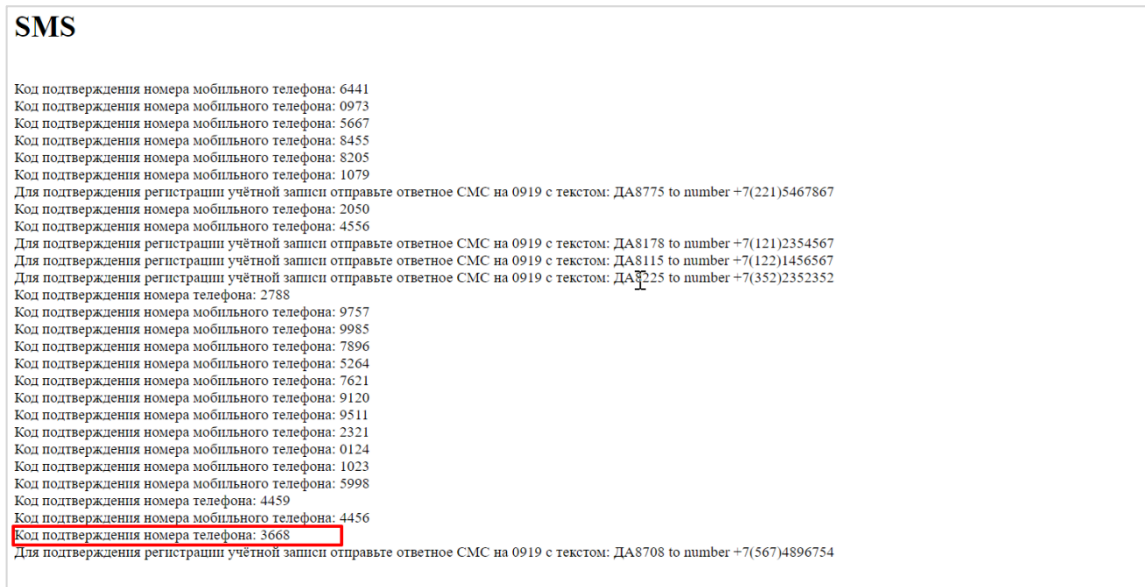 SMS
Код подтверждения номера мобильного телефона: 6441
Код подтверждения номера мобильного телефона: 0973
Код подтверждения номера мобильного телефона: 5667
Код подтверждения номера мобильного телефона: 8455
Код подтверждения номера мобильного телефона: 8205
Код подтверждения номера мобильного телефона: 1079
Для подтверждения регистрации учётной записи отправьте ответное СМС на 0919 с текстом: ДА8775 to number +7(221)5467867
Код подтверждения номера мобильного телефона: 2050
Код подтверждения номера мобильного телефона: 4556
Для подтверждения регистрации учётной записи отправьте ответное СМС на 0919 с текстом: ДА8178 to number +7(121)2354567
Для подтверждения регистрации учётной записи отправьте ответное СМС на 0919 с текстом: ДА8115 to number +7(122)1456567
Для подтверждения регистрации учётной записи отправьте ответное СМС на 0919 с текстом: ДА8225 to number +7(352)2352352
Код подтверждения номера телефона: 2788
Код подтверждения номера мобильного телефона: 9757
Код подтверждения номера мобильного телефона: 9985
Код подтверждения номера мобильного телефона: 7896
Код подтверждения номера мобильного телефона: 5264
Код подтверждения номера мобильного телефона: 7621
Код подтверждения номера мобильного телефона: 9120
Код подтверждения номера мобильного телефона: 9511
Код подтверждения номера мобильного телефона: 2321
Код подтверждения номера мобильного телефона: 0124
Код подтверждения номера мобильного телефона: 1023
Код подтверждения номера мобильного телефона: 5998
Код подтверждения номера телефона: 4459
Код подтверждения номера мобильного телефона: 4456
Код подтверждения номера телефона: 3668
Для подтверждения регистрации учётной записи отправьте ответное СМС на 0919 с текстом: ДА8708 to number +7(567)4896754